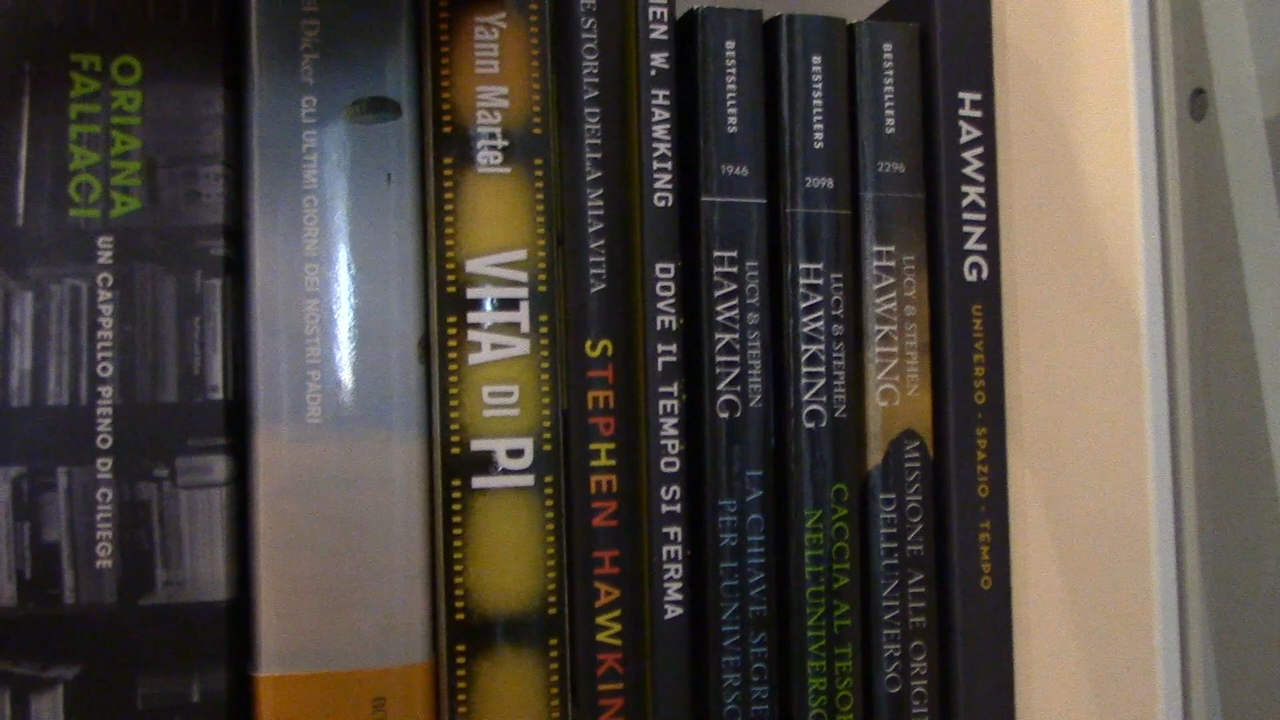 ORIANA
FALLACI
UN CAPPELLO PIENO DI CILIEGE
Dicker GLI ULTIMI GIORNI DEI NOSTRI PADRI
Yann Martel
VITA DI PI
STORIA DELLA MIA VITA
STEPHEN HAWKIN
EN W. HAWKING DOVE IL TEMPO SI FERMA
BESTSELLERS
1946
LUCY & STEPHEN
HAWKING
LA CHIAVE SEGRE
PER L'UNIVERSO
BESTSELLERS
2098
LUCY & STEPHEN
HAWKING
CACCIA AL TESOR
NELL'UNIVERSO
BESTSELLERS
2296
LUCY & STEPHEN
HAWKING
MISSIONE ALLE ORIGI
DELL'UNIVERSO
HAWKING
UNIVERSO - SPAZIO - TEMPO